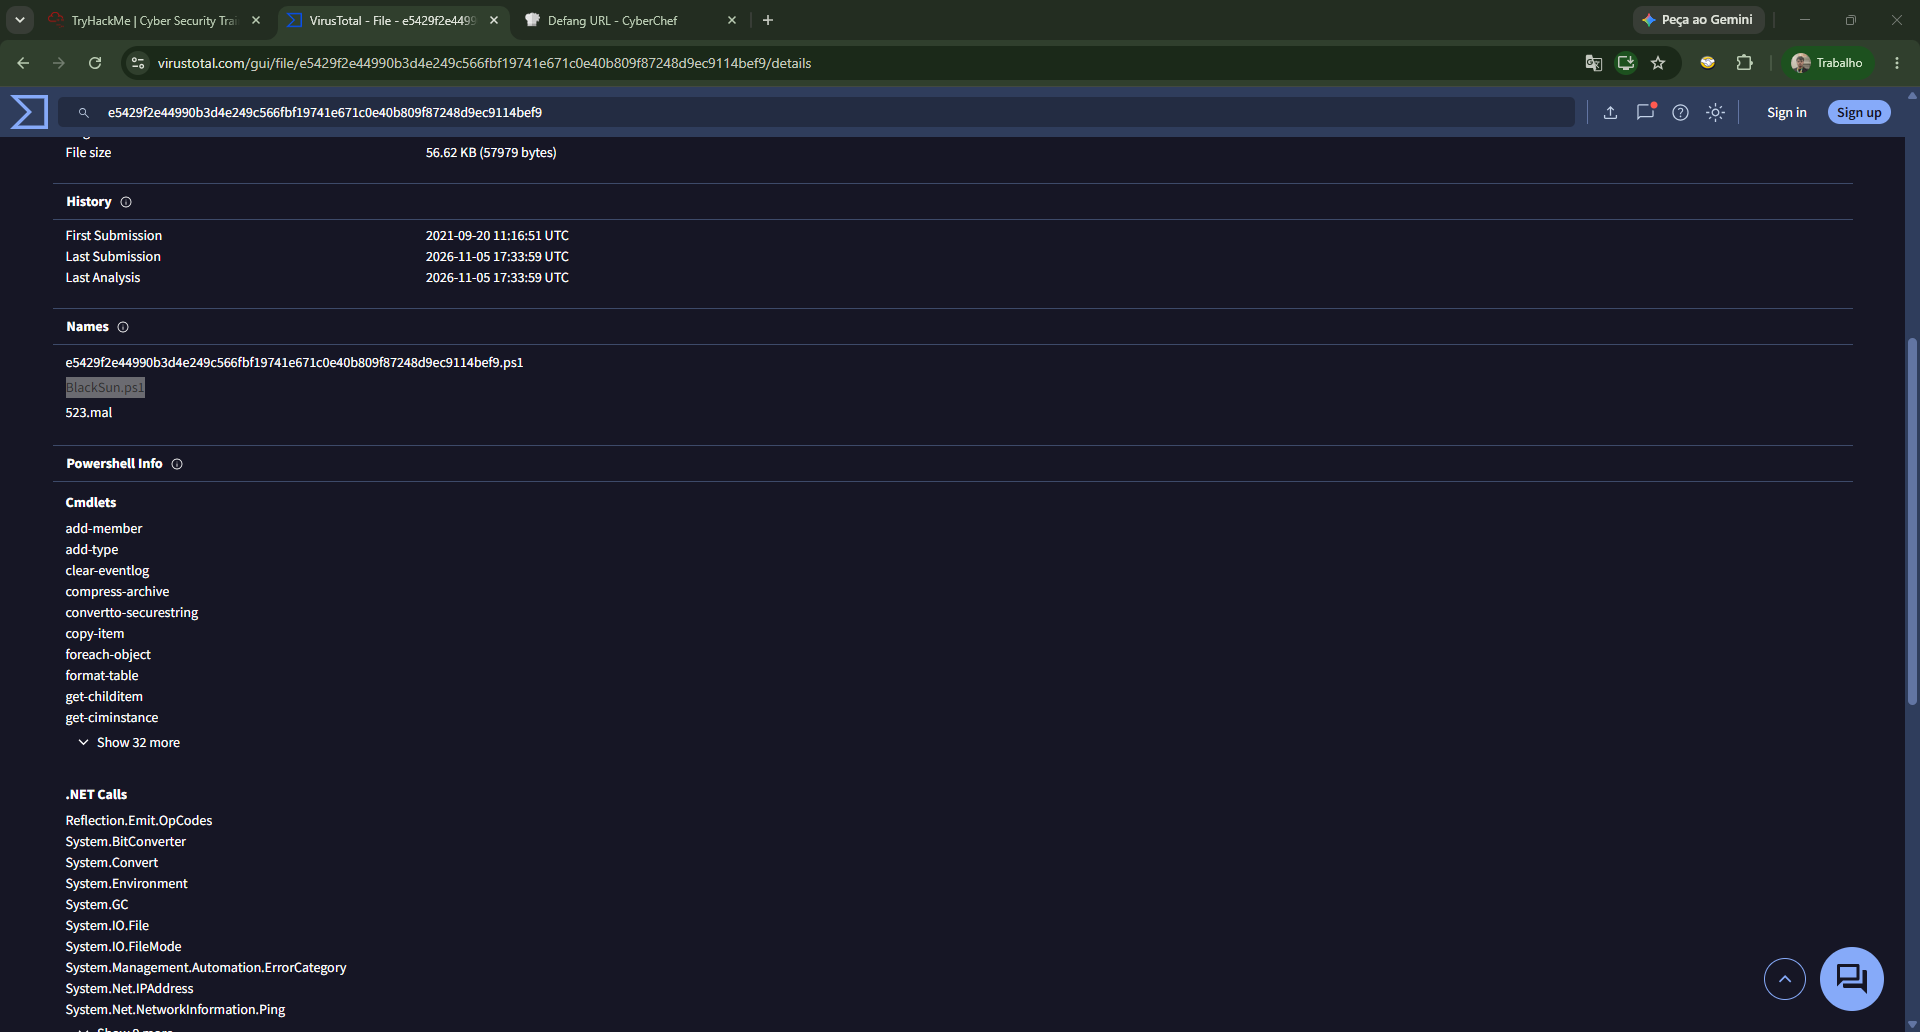 TryHackMe | Cyber Security Trai
VirusTotal - File - e5429f2e4499
Defang URL - CyberChef
Peça ao Gemini
virustotal.com/gui/file/e5429f2e44990b3d4e249c566fbf19741e671c0e40b809f87248d9ec9114bef9/details
Trabalho
e5429f2e44990b3d4e249c566fbf19741e671c0e40b809f87248d9ec9114bef9
Sign in
Sign up
File size 56.62 KB (57979 bytes)
History
First Submission 2021-09-20 11:16:51 UTC
Last Submission 2026-11-05 17:33:59 UTC
Last Analysis 2026-11-05 17:33:59 UTC
Names
e5429f2e44990b3d4e249c566fbf19741e671c0e40b809f87248d9ec9114bef9.ps1
BlackSun.ps1
523.mal
Powershell Info
Cmdlets
add-member
add-type
clear-eventlog
compress-archive
convertto-securestring
copy-item
foreach-object
format-table
get-childitem
get-ciminstance
Show 32 more
.NET Calls
Reflection.Emit.OpCodes
System.BitConverter
System.Convert
System.Environment
System.GC
System.IO.File
System.IO.FileMode
System.Management.Automation.ErrorCategory
System.Net.IPAddress
System.Net.NetworkInformation.Ping